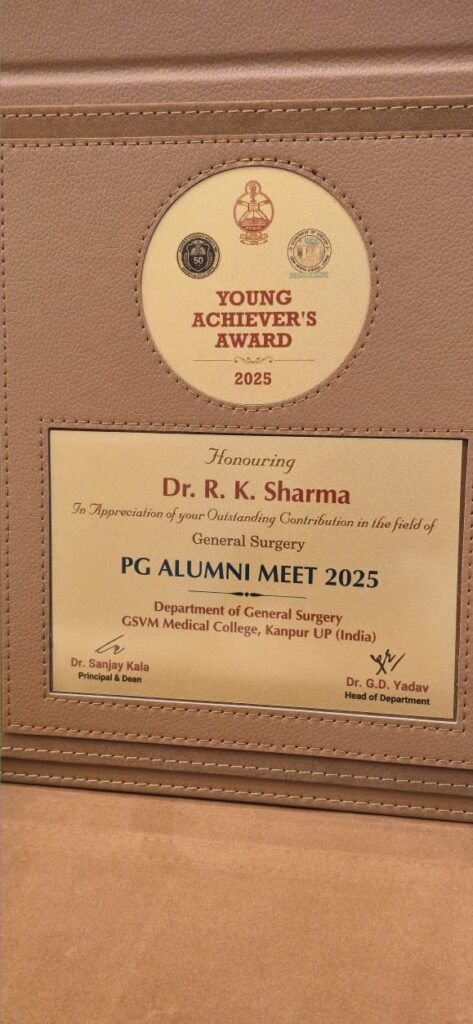 2025
50
YOUNG
ACHIEVER'S
AWARD
2025
Honouring
Dr. R. K. Sharma
In Appreciation of your Outstanding Contribution in the field of
General Surgery
PG ALUMNI MEET 2025
Department of General Surgery
GSVM Medical College, Kanpur UP (India)
Dr. Sanjay Kala
Principal & Dean
Dr. G.D. Yadav
Head of Department